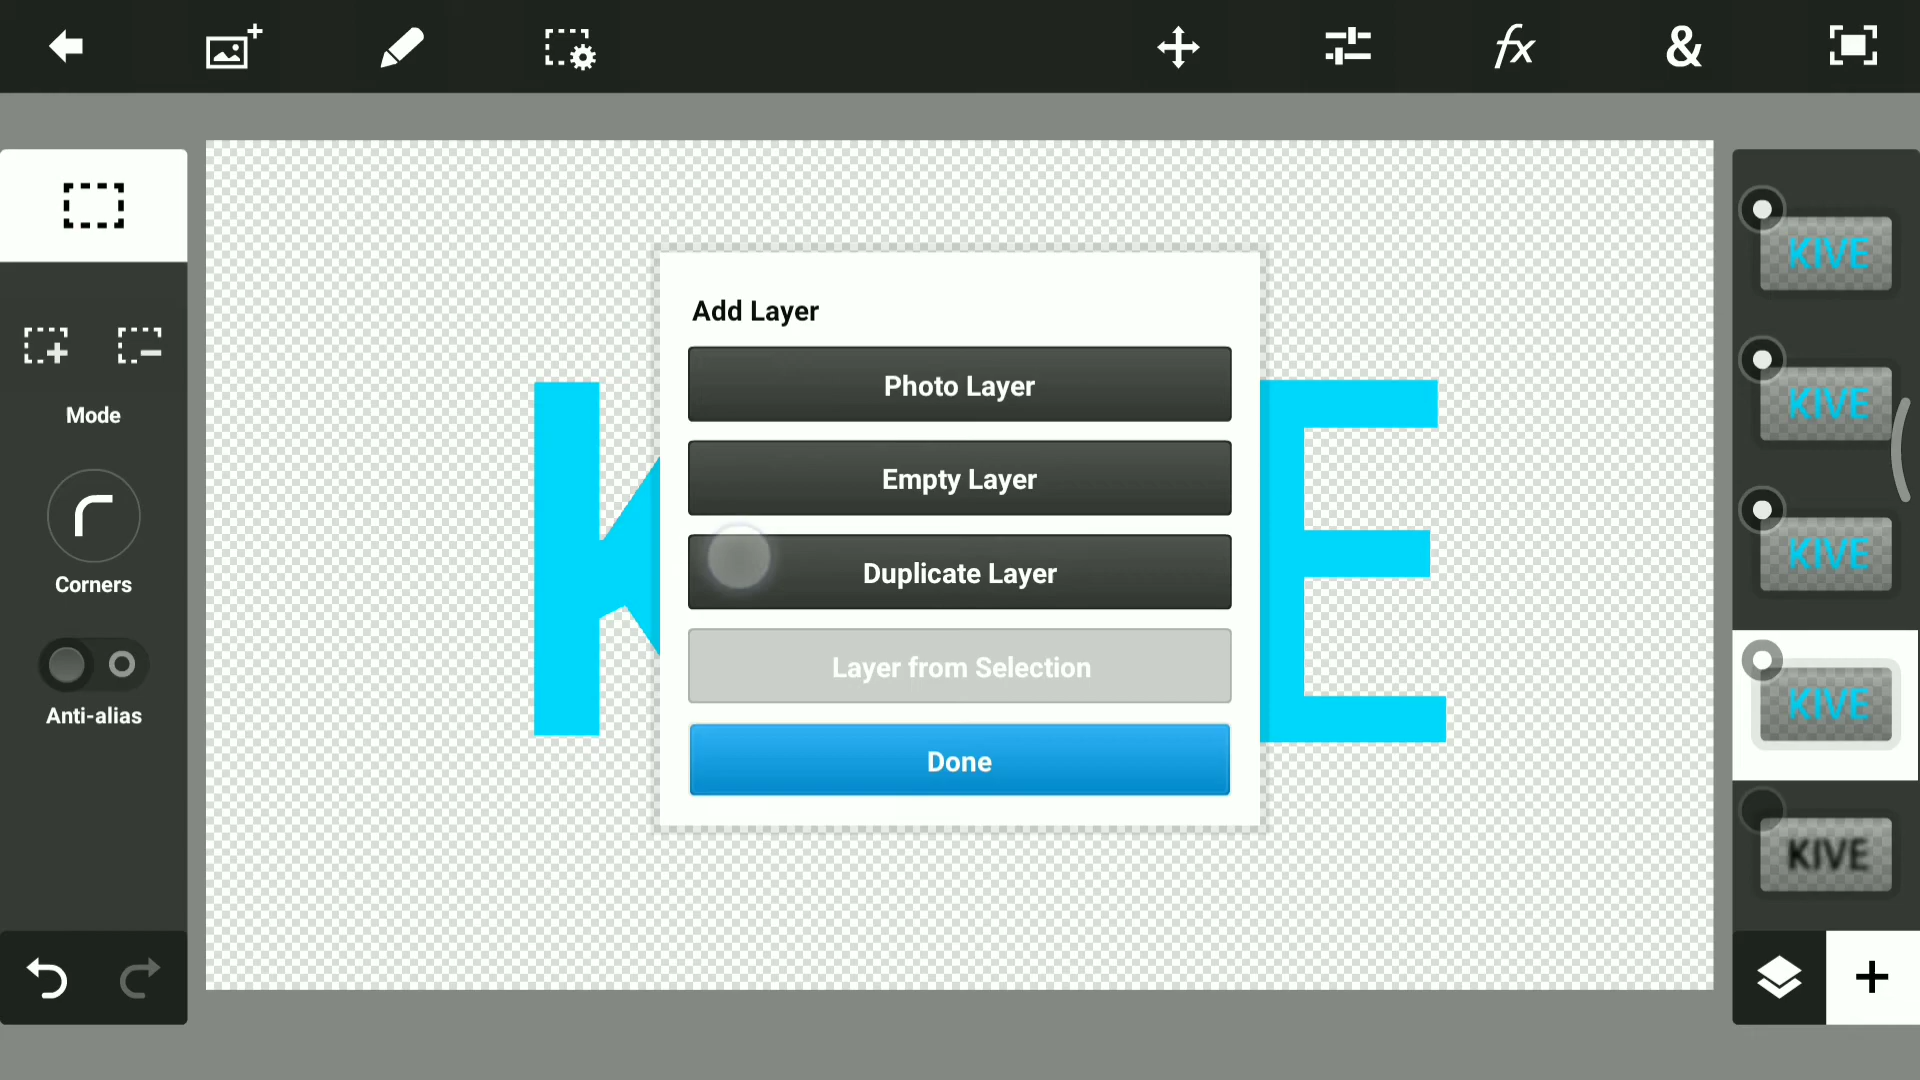 Add Layer
Photo Layer
Empty Layer
Duplicate Layer
Layer from Selection
Done
Mode
Corners
Anti-alias
fx
&
K E
KIVE
KIVE
KIVE
KIVE
KIVE